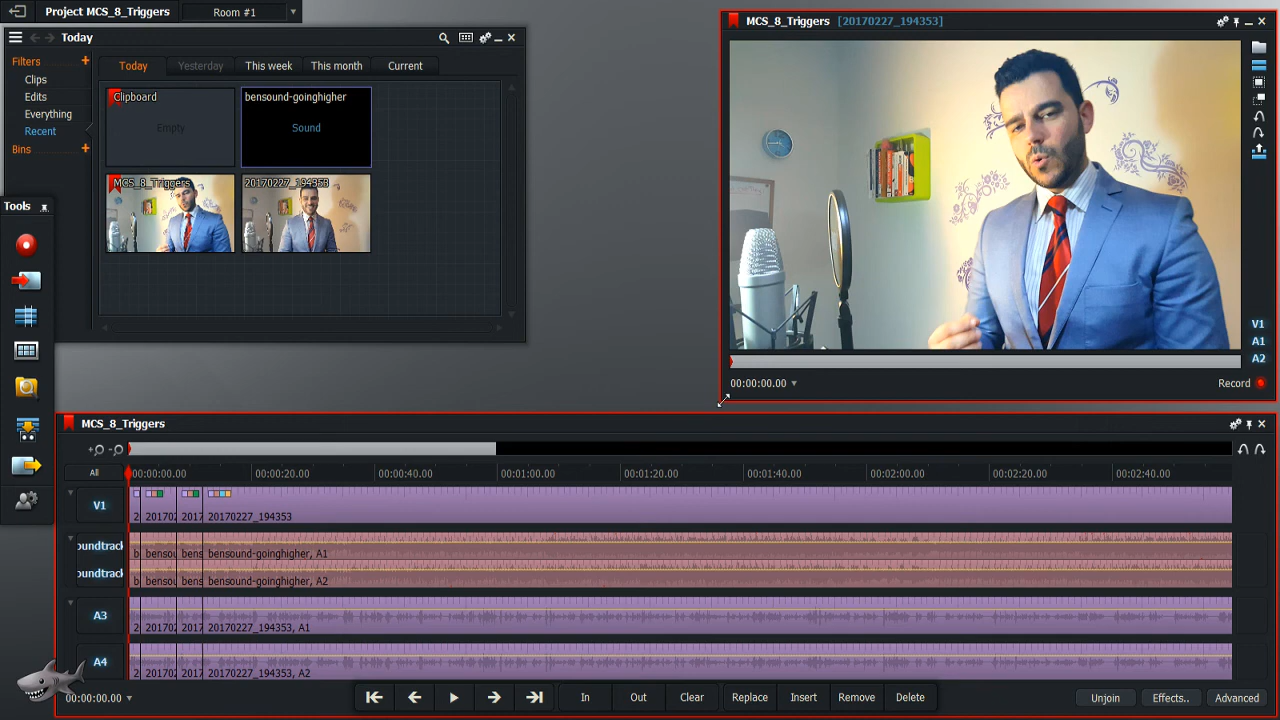 Project MCS_8_Triggers
Room #1
Today
Filters
Clips
Edits
Everything
Recent
Bins
Today
Yesterday
This week
This month
Current
Clipboard
Empty
bensound-goinghigher
Sound
MCS_8_Triggers
20170227_194353
Tools
MCS_8_Triggers
[20170227_194353]
V1
A1
A2
00:00:00.00
Record
MCS_8_Triggers
All
00:00:00.00
00:00:20.00
00:00:40.00
00:01:00.00
00:01:20.00
00:01:40.00
00:02:00.00
00:02:20.00
00:02:40.00
V1
2
201702
2017
20170227_194353
oundtrack
b
bensou
bens
bensound-goinghigher, A1
oundtrack
b
bensou
bens
bensound-goinghigher, A2
A3
2
201702
2017
20170227_194353, A1
A4
2
201702
2017
20170227_194353, A2
00:00:00.00
In
Out
Clear
Replace
Insert
Remove
Delete
Unjoin
Effects..
Advanced